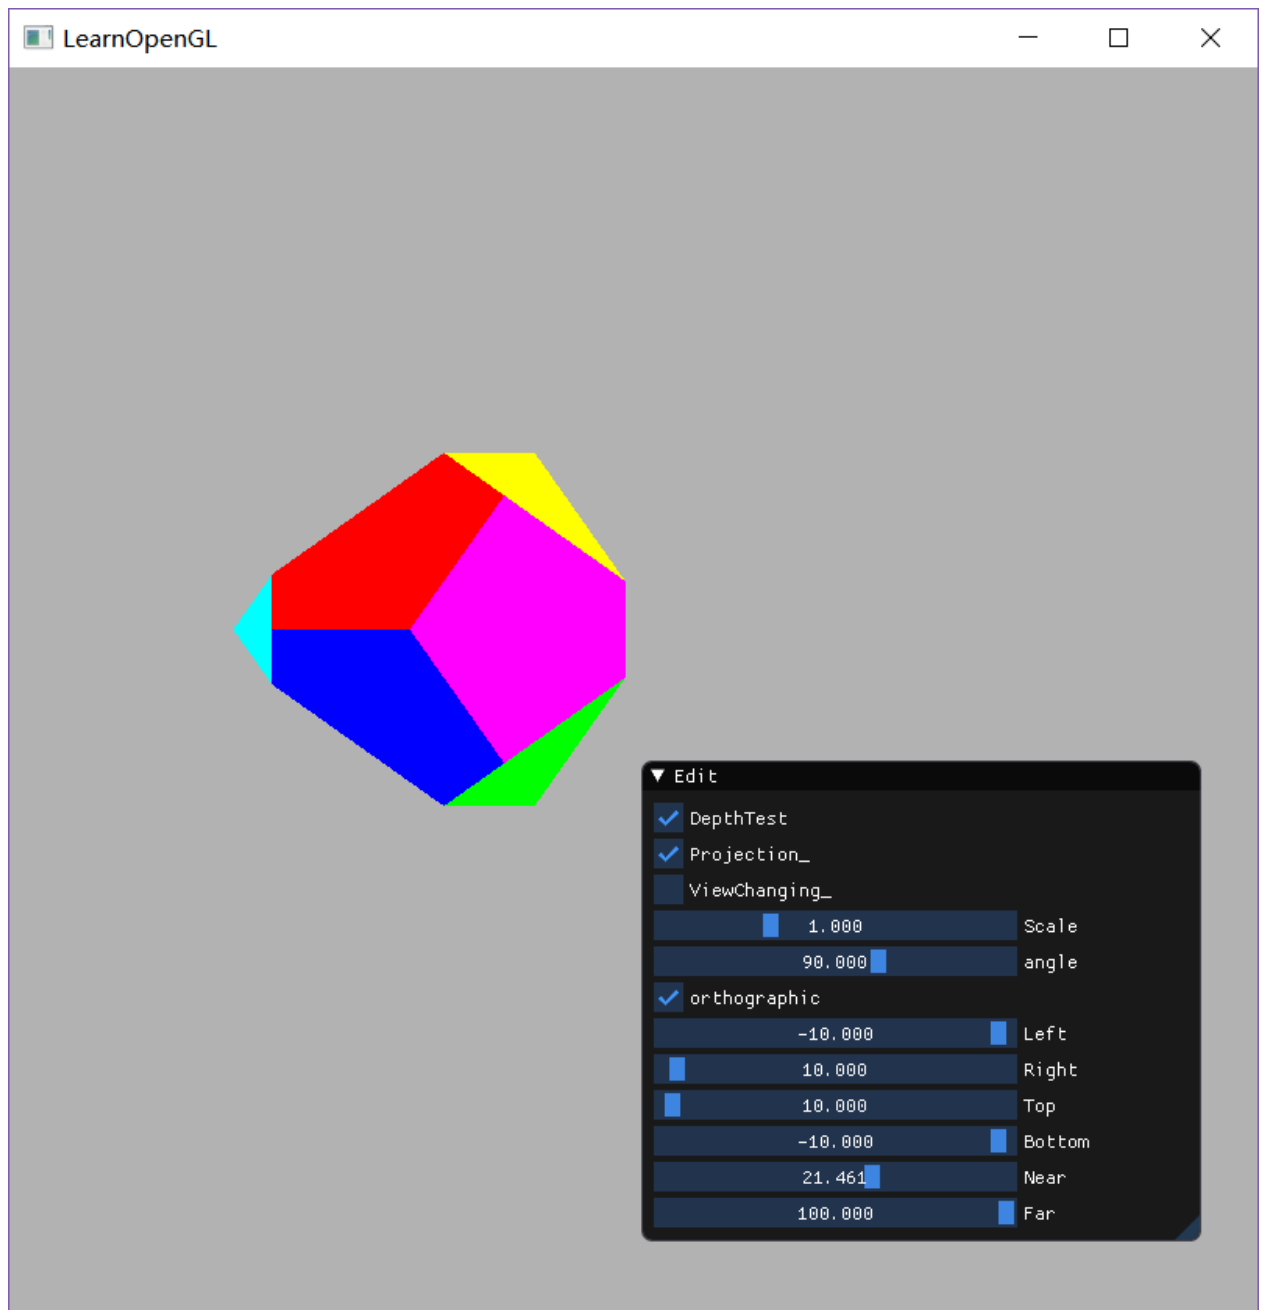 LearnOpenGL
Edit
DepthTest
Projection_
ViewChanging_
1.000 Scale
90.000 angle
orthographic
-10.000 Left
10.000 Right
10.000 Top
-10.000 Bottom
21.461 Near
100.000 Far